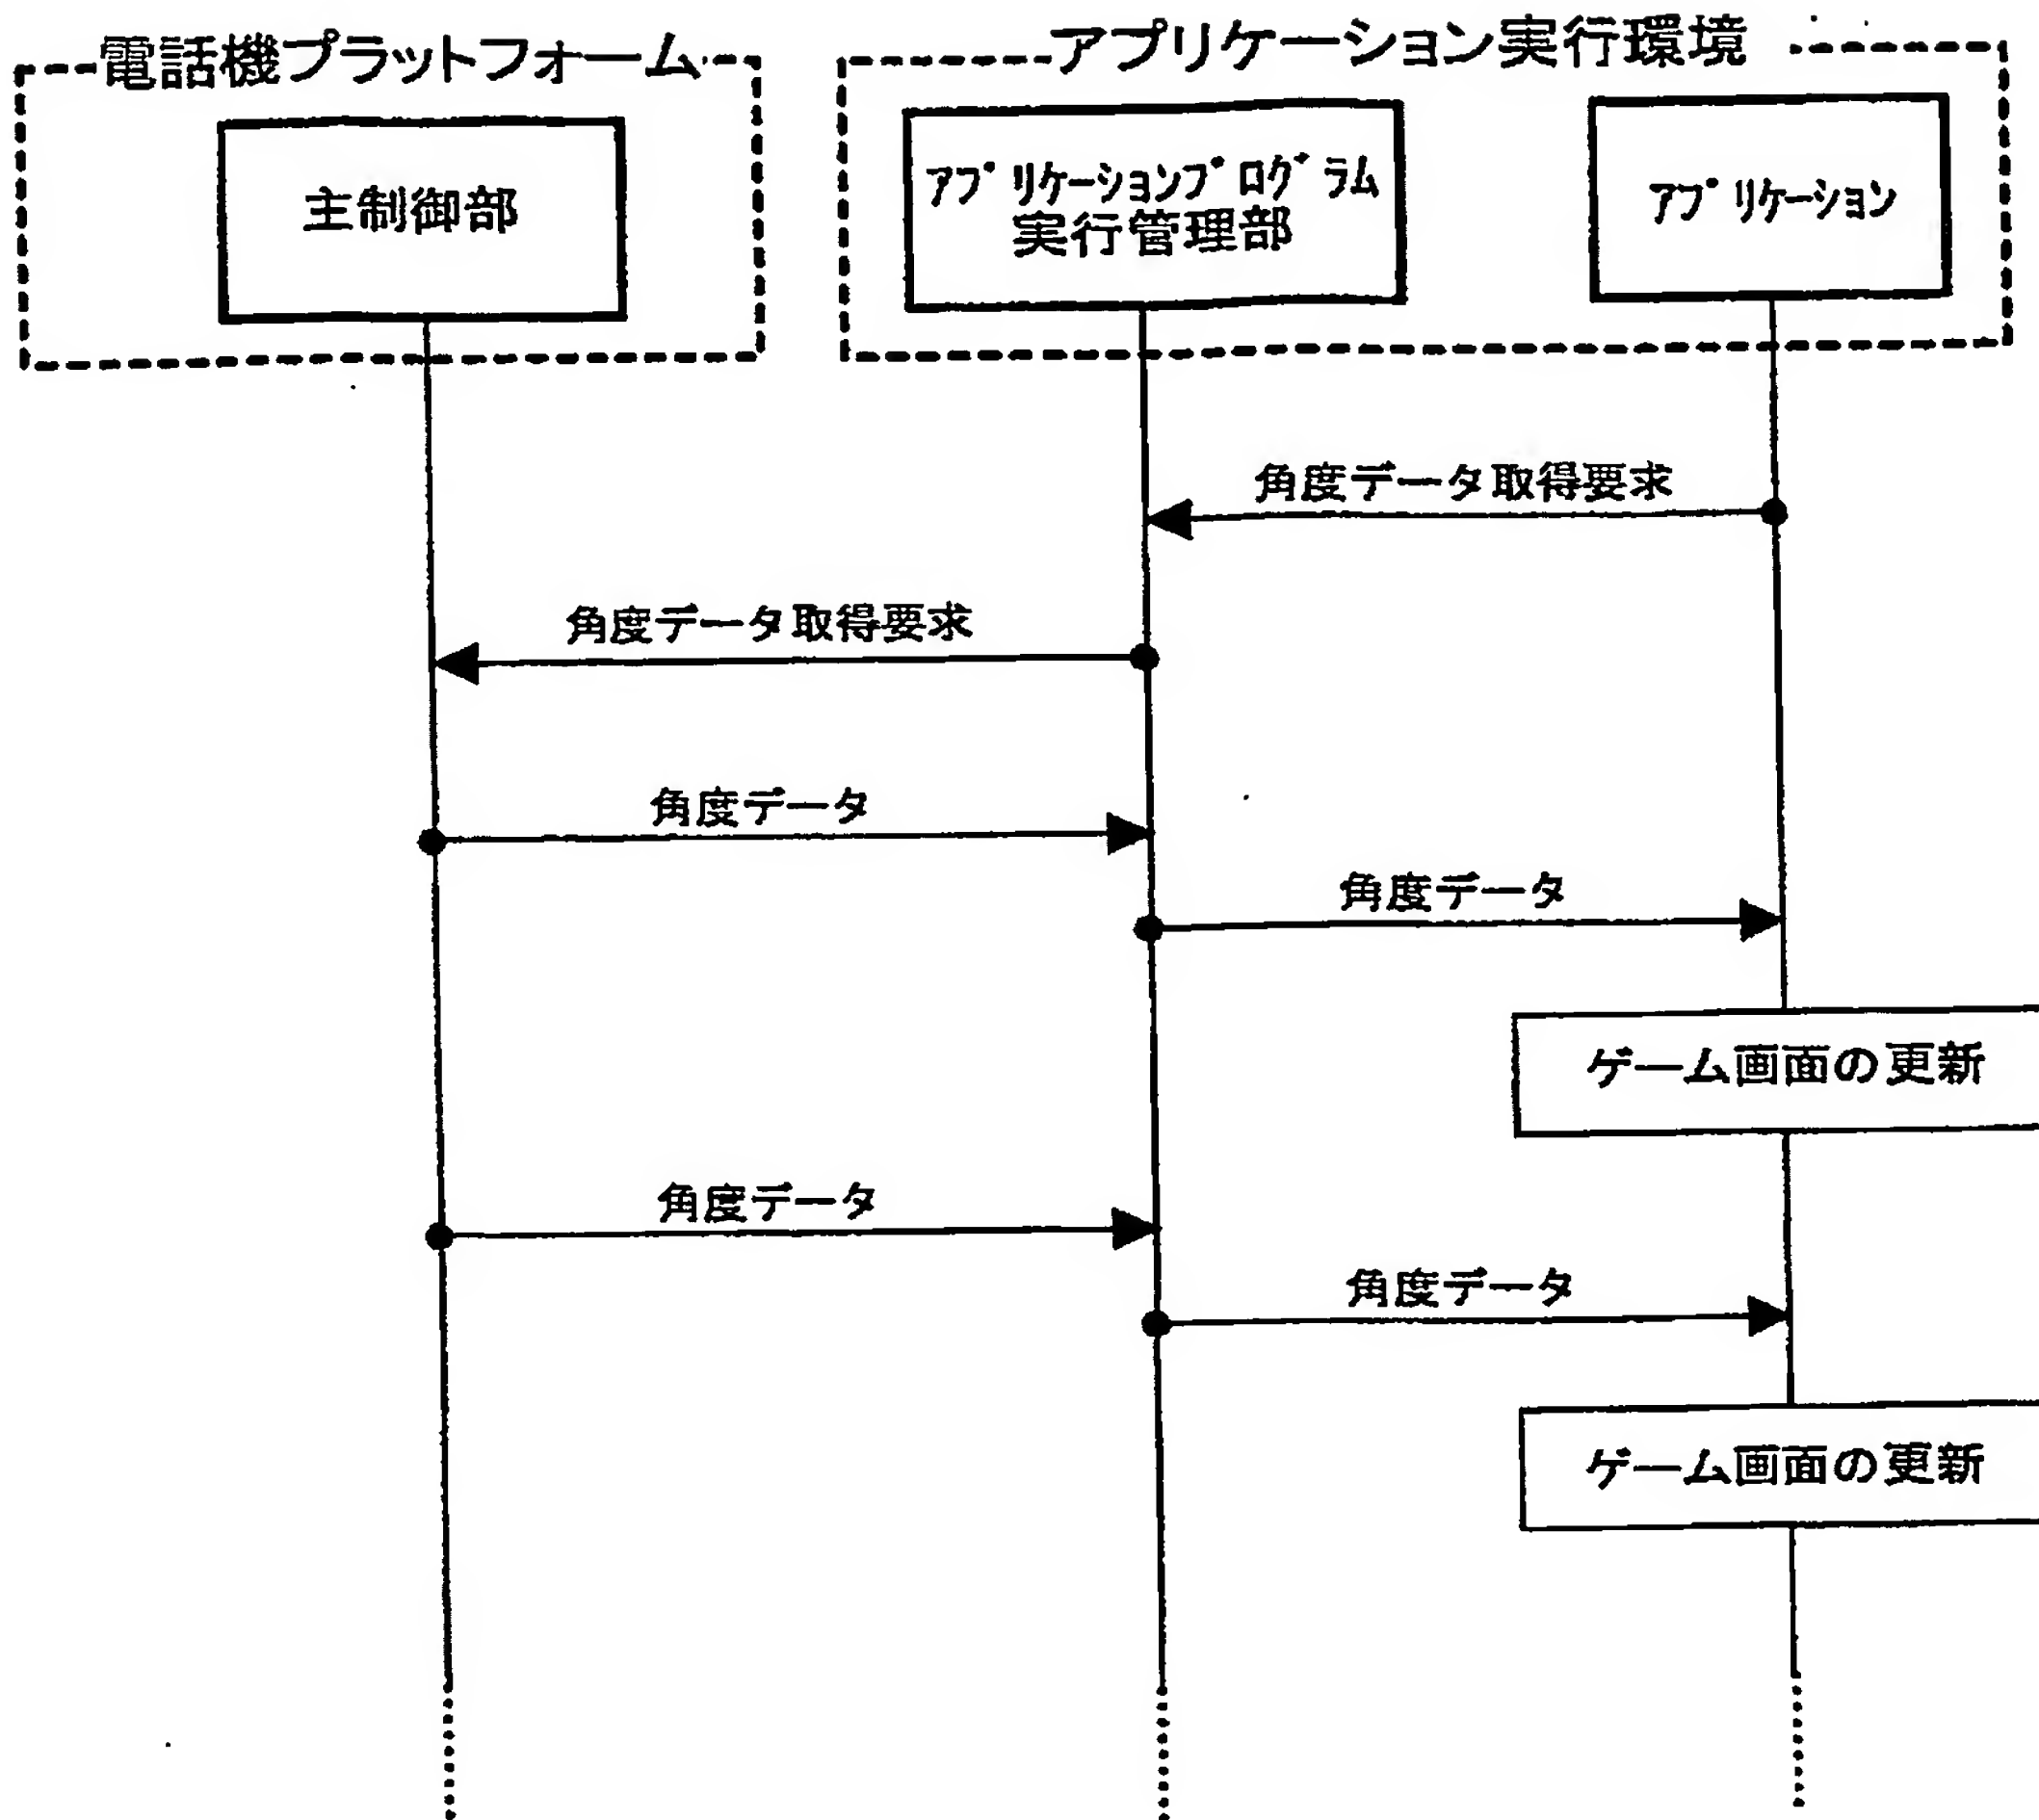 電話機プラットフォーム
アプリケーション実行環境
主制御部
アプリケーションプログラム
実行管理部
アプリケーション
角度データ取得要求
角度データ取得要求
角度データ
角度データ
ゲーム画面の更新
角度データ
角度データ
ゲーム画面の更新